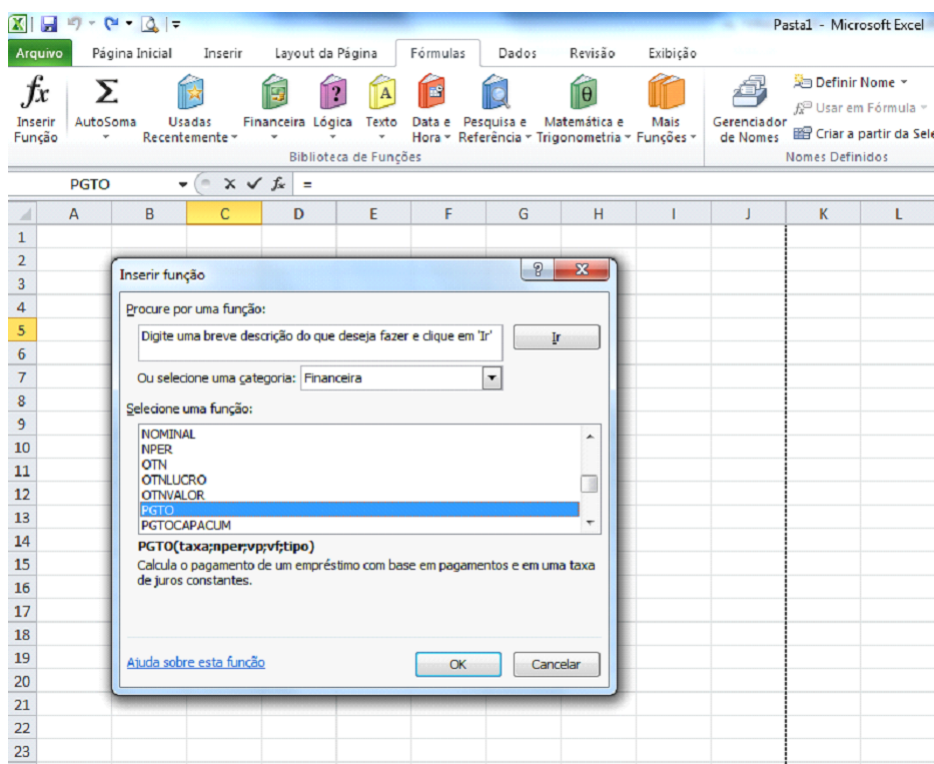 Pasta1 - Microsoft Excel
Arquivo Página Inicial Inserir Layout da Página Fórmulas Dados Revisão Exibição
fx Σ ? A θ
Inserir Função
AutoSoma
Usadas Recentemente
Financeira
Lógica
Texto
Data e Hora
Pesquisa e Referência
Matemática e Trigonometria
Mais Funções
Gerenciador de Nomes
Definir Nome
Usar em Fórmula
Criar a partir da Sele
Biblioteca de Funções
Nomes Definidos
PGTO fx =
A B C D E F G H I J K L
1
2
3
4
5
6
7
8
9
10
11
12
13
14
15
16
17
18
19
20
21
22
23
Inserir função
Procure por uma função:
Digite uma breve descrição do que deseja fazer e clique em 'Ir'
Ir
Ou selecione uma categoria: Financeira
Selecione uma função:
NOMINAL
NPER
OTN
OTNLUCRO
OTNVALOR
PGTO
PGTOCAPACUM
PGTO(taxa;nper;vp;vf;tipo)
Calcula o pagamento de um empréstimo com base em pagamentos e em uma taxa
de juros constantes.
Ajuda sobre esta função
OK Cancelar